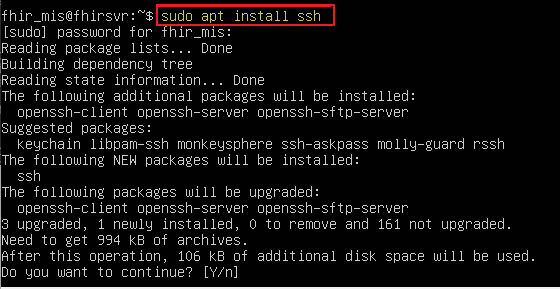 fhir_mis@fhirsvr:~$ sudo apt install ssh
[sudo] password for fhir_mis:
Reading package lists... Done
Building dependency tree
Reading state information... Done
The following additional packages will be installed:
  openssh-client openssh-server openssh-sftp-server
Suggested packages:
  keychain libpam-ssh monkeysphere ssh-askpass molly-guard rssh
The following NEW packages will be installed:
  ssh
The following packages will be upgraded:
  openssh-client openssh-server openssh-sftp-server
3 upgraded, 1 newly installed, 0 to remove and 161 not upgraded.
Need to get 994 kB of archives.
After this operation, 106 kB of additional disk space will be used.
Do you want to continue? [Y/n]